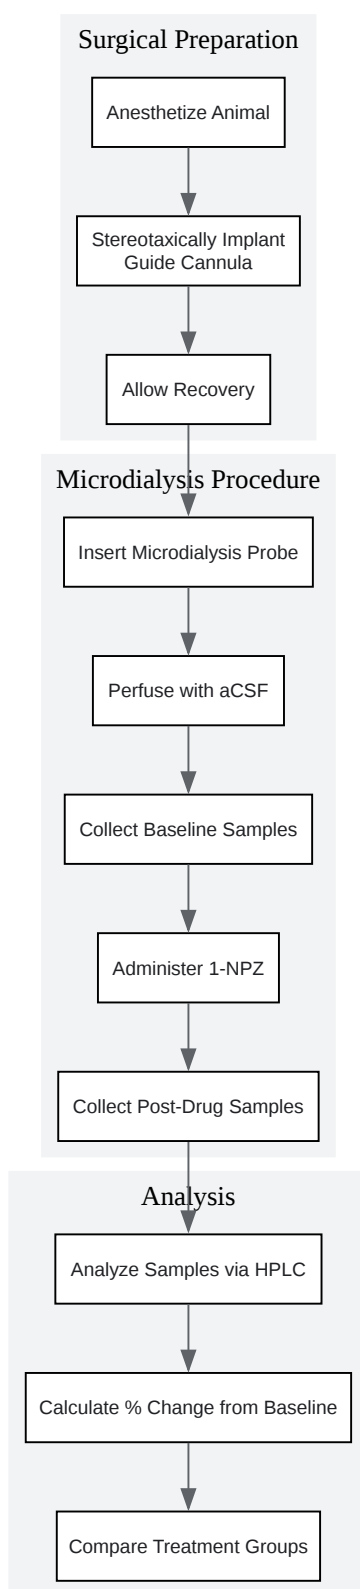 Surgical Preparation
Anesthetize Animal
Stereotaxically Implant
Guide Cannula
Allow Recovery
Microdialysis Procedure
Insert Microdialysis Probe
Perfuse with aCSF
Collect Baseline Samples
Administer 1-NPZ
Collect Post-Drug Samples
Analysis
Analyze Samples via HPLC
Calculate % Change from Baseline
Compare Treatment Groups